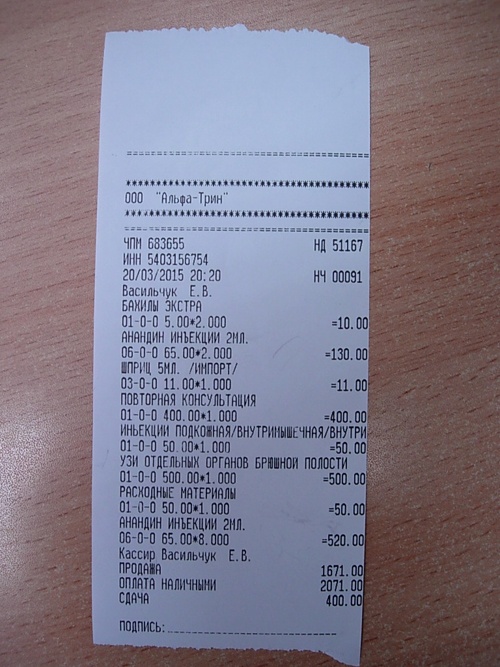 ==================================
**********************************
ООО "Альфа-Трин"
**********************************
==================================
ЧПМ 683655 НД 51167
ИНН 5403156754
20/03/2015 20:20 НЧ 00091
Васильчук Е.В.
БАХИЛЫ ЭКСТРА
01-0-0 5.00*2.000 =10.00
АНАНДИН ИНЪЕКЦИИ 2МЛ.
06-0-0 65.00*2.000 =130.00
ШПРИЦ 5МЛ. /ИМПОРТ/
03-0-0 11.00*1.000 =11.00
ПОВТОРНАЯ КОНСУЛЬТАЦИЯ
01-0-0 400.00*1.000 =400.00
ИНЬЕКЦИИ ПОДКОЖНАЯ/ВНУТРИМЫШЕЧНАЯ/ВНУТРИ
01-0-0 50.00*1.000 =50.00
УЗИ ОТДЕЛЬНЫХ ОРГАНОВ БРЮШНОЙ ПОЛОСТИ
01-0-0 500.00*1.000 =500.00
РАСХОДНЫЕ МАТЕРИАЛЫ
01-0-0 50.00*1.000 =50.00
АНАНДИН ИНЪЕКЦИИ 2МЛ.
06-0-0 65.00*8.000 =520.00
Кассир Васильчук Е.В.
ПРОДАЖА 1671.00
ОПЛАТА НАЛИЧНЫМИ 2071.00
СДАЧА 400.00
ПОДПИСЬ: